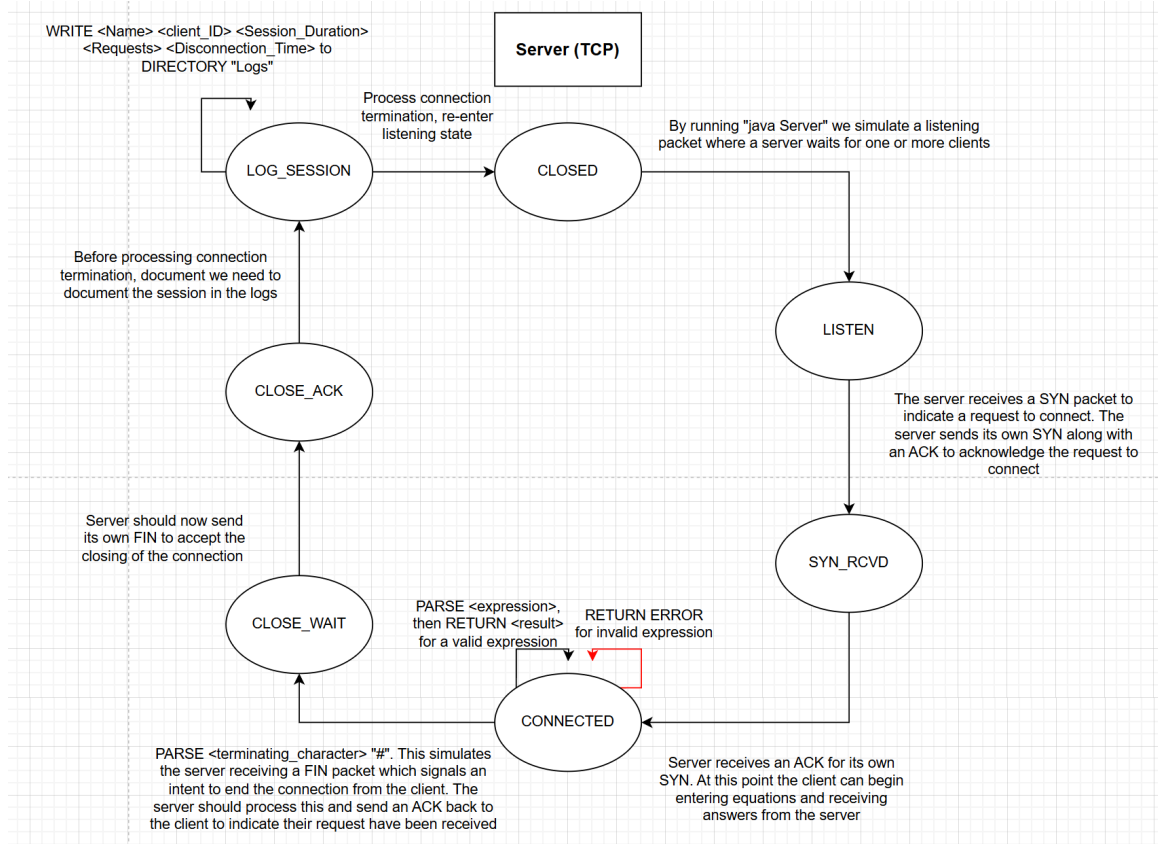 WRITE <Name> <client_ID> <Session_Duration>
<Requests> <Disconnection_Time> to
DIRECTORY "Logs"
Server (TCP)
Process connection
termination, re-enter
listening state
By running "java Server" we simulate a listening
packet where a server waits for one or more clients
LOG_SESSION
CLOSED
Before processing connection
termination, document we need to
document the session in the logs
LISTEN
CLOSE_ACK
The server receives a SYN packet to
indicate a request to connect. The
server sends its own SYN along with
an ACK to acknowledge the request to
connect
Server should now send
its own FIN to accept the
closing of the connection
SYN_RCVD
CLOSE_WAIT
PARSE <expression>,
then RETURN <result>
for a valid expression
RETURN ERROR
for invalid expression
CONNECTED
PARSE <terminating_character> "#". This simulates
the server receiving a FIN packet which signals an
intent to end the connection from the client. The
server should process this and send an ACK back to
the client to indicate their request have been received
Server receives an ACK for its own
SYN. At this point the client can begin
entering equations and receiving
answers from the server